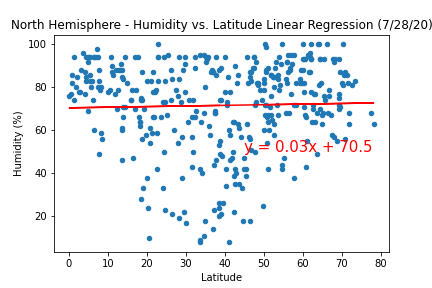 North Hemisphere - Humidity vs. Latitude Linear Regression (7/28/20)
100
80
60
40
20
Humidity (%)
y = 0.03x + 70.5
0 10 20 30 40 50 60 70 80
Latitude